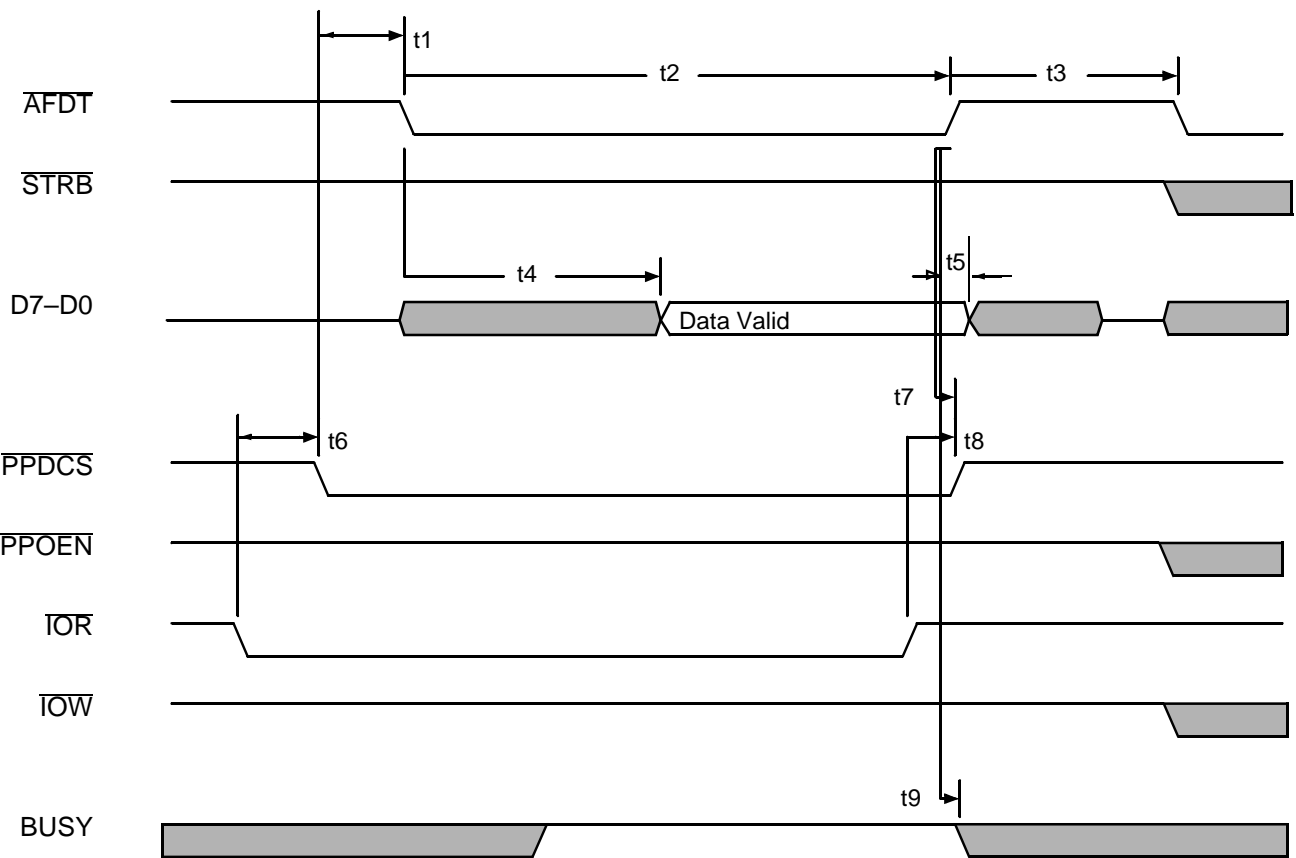 t1
t2
t3
AFDT
STRB
t4
t5
D7–D0
Data Valid
t7
t6
t8
PPDCS
PPOEN
IOR
IOW
t9
BUSY